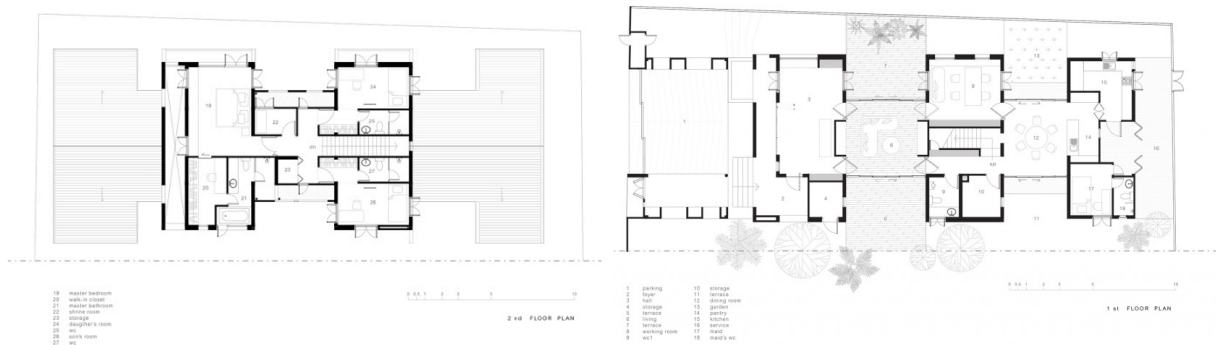 19 master bedroom
20 walk-in closet
21 master bathroom
22 shrine room
23 storage
24 daugther's room
25 wc
26 son's room
27 wc
2 nd FLOOR PLAN
1 parking
2 foyer
3 hall
4 storage
5 terrace
6 living
7 terrace
8 working room
9 wc1
10 storage
11 terrace
12 dining room
13 garden
14 pantry
15 kitchen
16 service
17 maid
18 maid's wc
1 st FLOOR PLAN